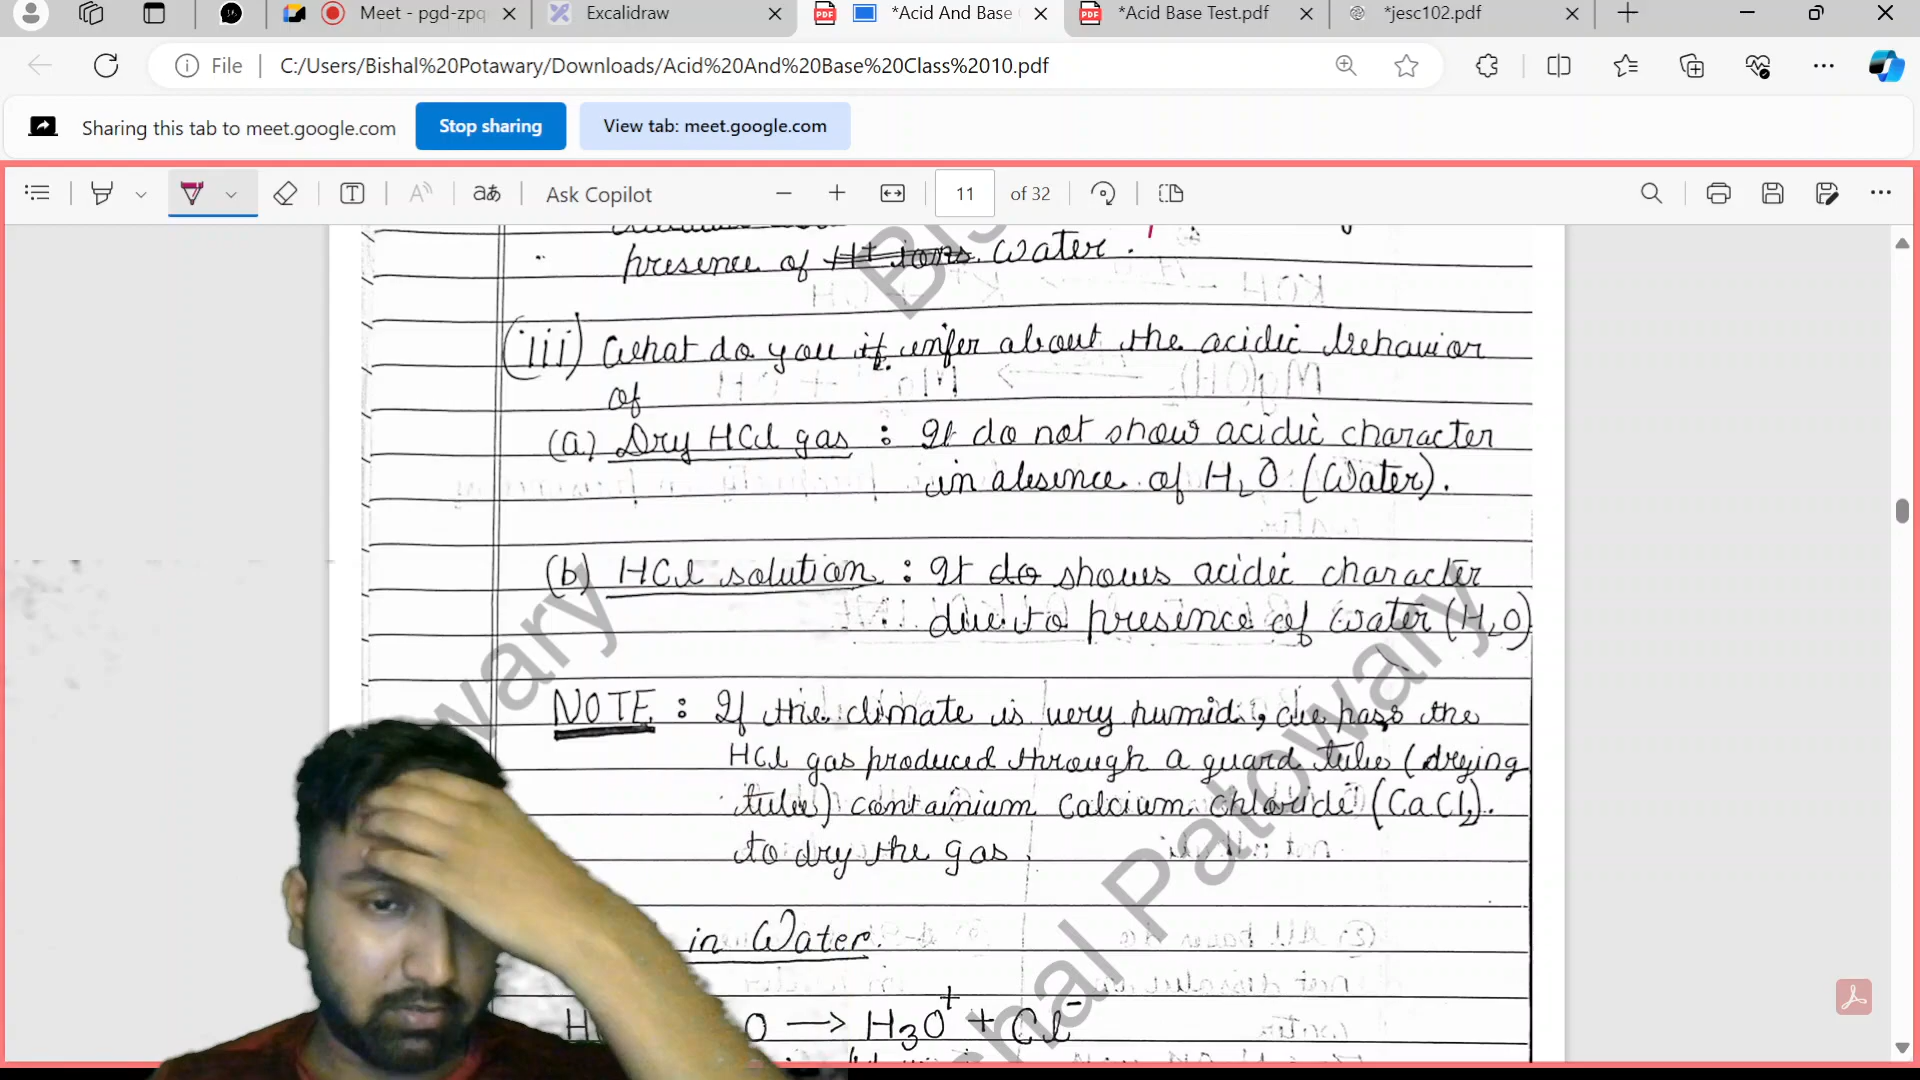 Meet - pgd-zpq
Excalidraw
*Acid And Base
*Acid Base Test.pdf
*jesc102.pdf
File
C:/Users/Bishal%20Potawary/Downloads/Acid%20And%20Base%20Class%2010.pdf
Sharing this tab to meet.google.com
Stop sharing
View tab: meet.google.com
Ask Copilot
11
of 32
presence of H+ ions. water.
(iii) What do you if infer about the acidic behavior
of
(a) Dry HCl gas : It do not show acidic character
in absence of H2O (Water).
(b) HCl solution : It do shows acidic character
due to presence of water (H2O)
NOTE : If the climate is very humid, we pass the
HCl gas produced through a guard tube (drying
tube) containium Calcium chloride (CaCl2).
to dry the gas.
in Water.
O → H3O+ + Cl-
Bis
wary
shal Patowary